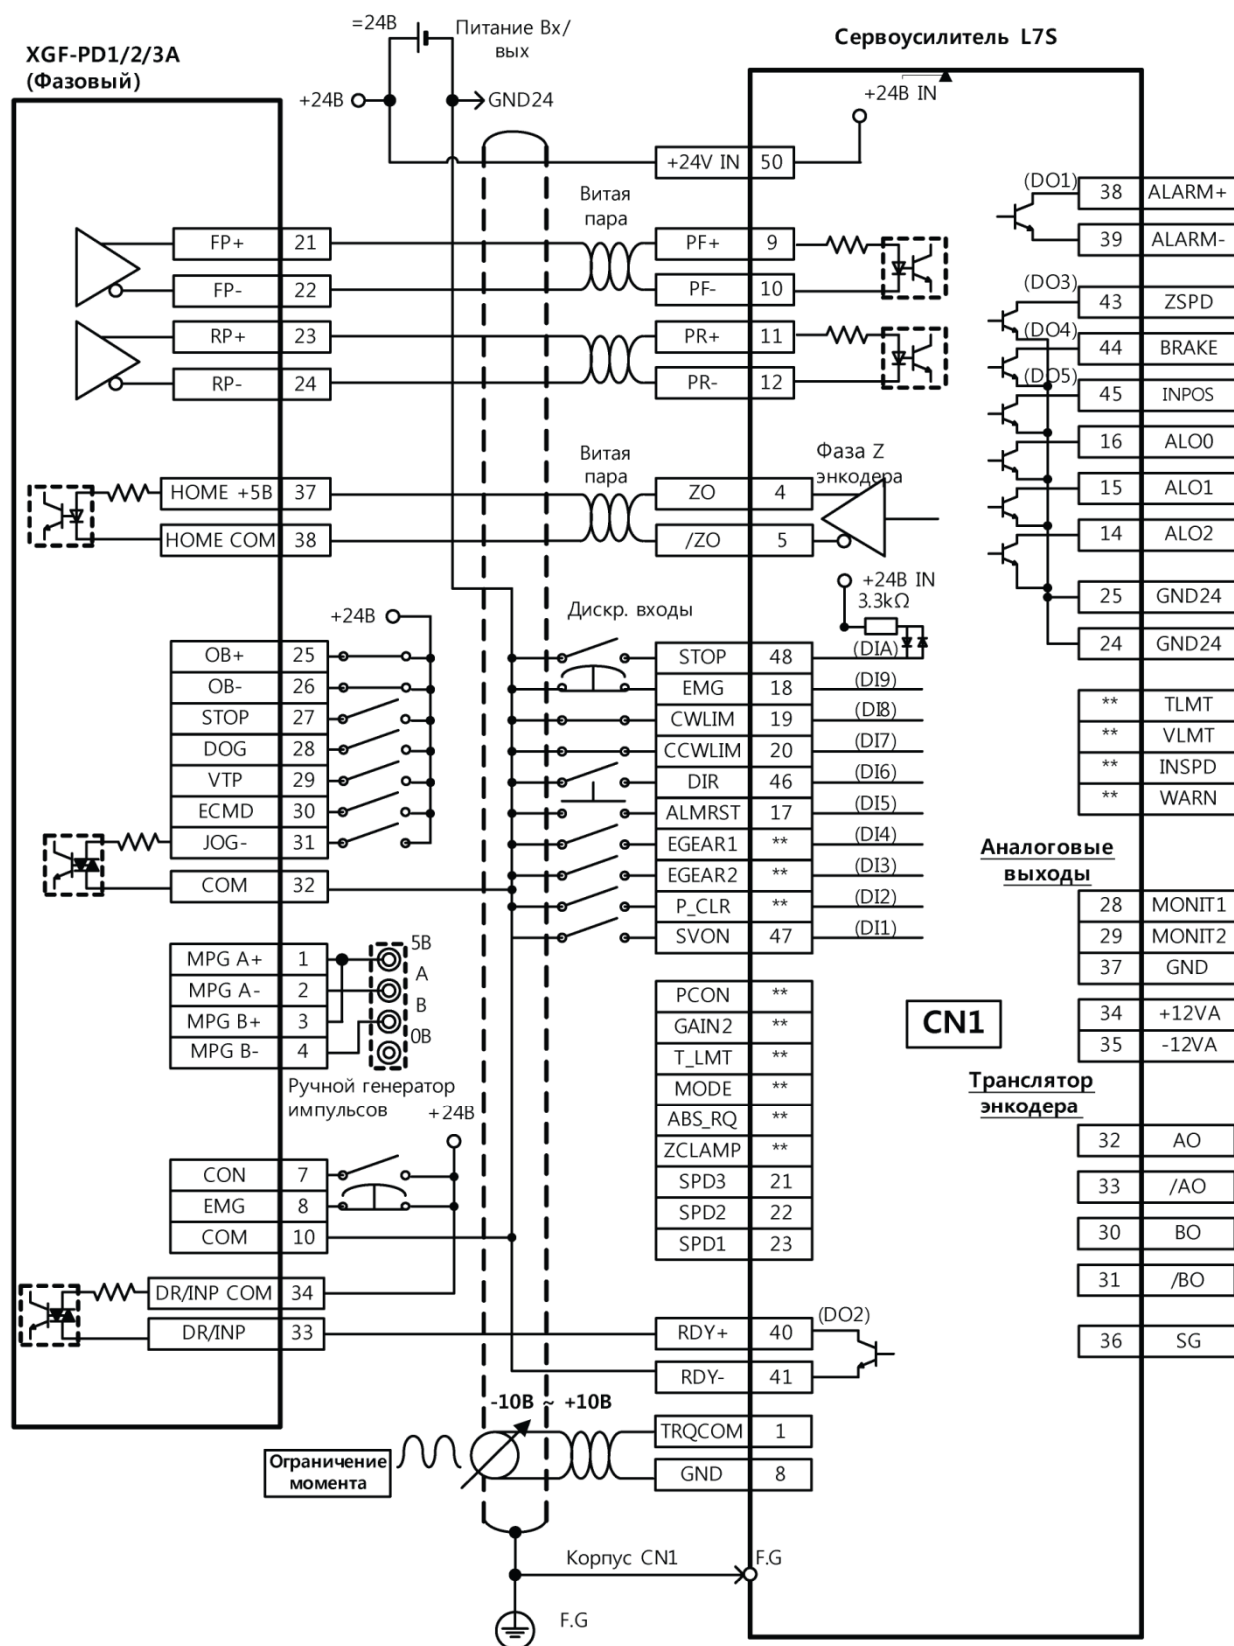 =24В
Питание Вх/
вых
XGF-PD1/2/3A
(Фазовый)
Сервоусилитель L7S
+24В
GND24
+24В IN
+24V IN 50
Витая
пара
(DO1)
38 ALARM+
39 ALARM-
FP+ 21
PF+ 9
FP- 22
PF- 10
(DO3)
43 ZSPD
RP+ 23
PR+ 11
(DO4)
44 BRAKE
RP- 24
PR- 12
(DO5)
45 INPOS
16 ALO0
Витая
пара
Фаза Z
энкодера
HOME +5В 37
ZO 4
15 ALO1
HOME COM 38
/ZO 5
14 ALO2
+24В IN
3.3kΩ
25 GND24
24 GND24
+24В
Дискр. входы
OB+ 25
STOP 48
(DIA)
OB- 26
EMG 18
(DI9)
STOP 27
CWLIM 19
(DI8)
DOG 28
CCWLIM 20
(DI7)
VTP 29
DIR 46
(DI6)
ECMD 30
ALMRST 17
(DI5)
JOG- 31
EGEAR1 **
(DI4)
COM 32
EGEAR2 **
(DI3)
P_CLR **
(DI2)
SVON 47
(DI1)
** TLMT
** VLMT
** INSPD
** WARN
Аналоговые
выходы
28 MONIT1
29 MONIT2
37 GND
34 +12VA
35 -12VA
MPG A+ 1
5В
MPG A- 2
А
MPG B+ 3
В
MPG B- 4
0В
Ручной генератор
импульсов
+24В
PCON **
GAIN2 **
T_LMT **
MODE **
ABS_RQ **
ZCLAMP **
SPD3 21
SPD2 22
SPD1 23
CN1
Транслятор
энкодера
32 AO
33 /AO
30 BO
31 /BO
36 SG
CON 7
EMG 8
COM 10
DR/INP COM 34
DR/INP 33
RDY+ 40
(DO2)
RDY- 41
-10В ~ +10В
TRQCOM 1
GND 8
Ограничение
момента
Корпус CN1
F.G
F.G